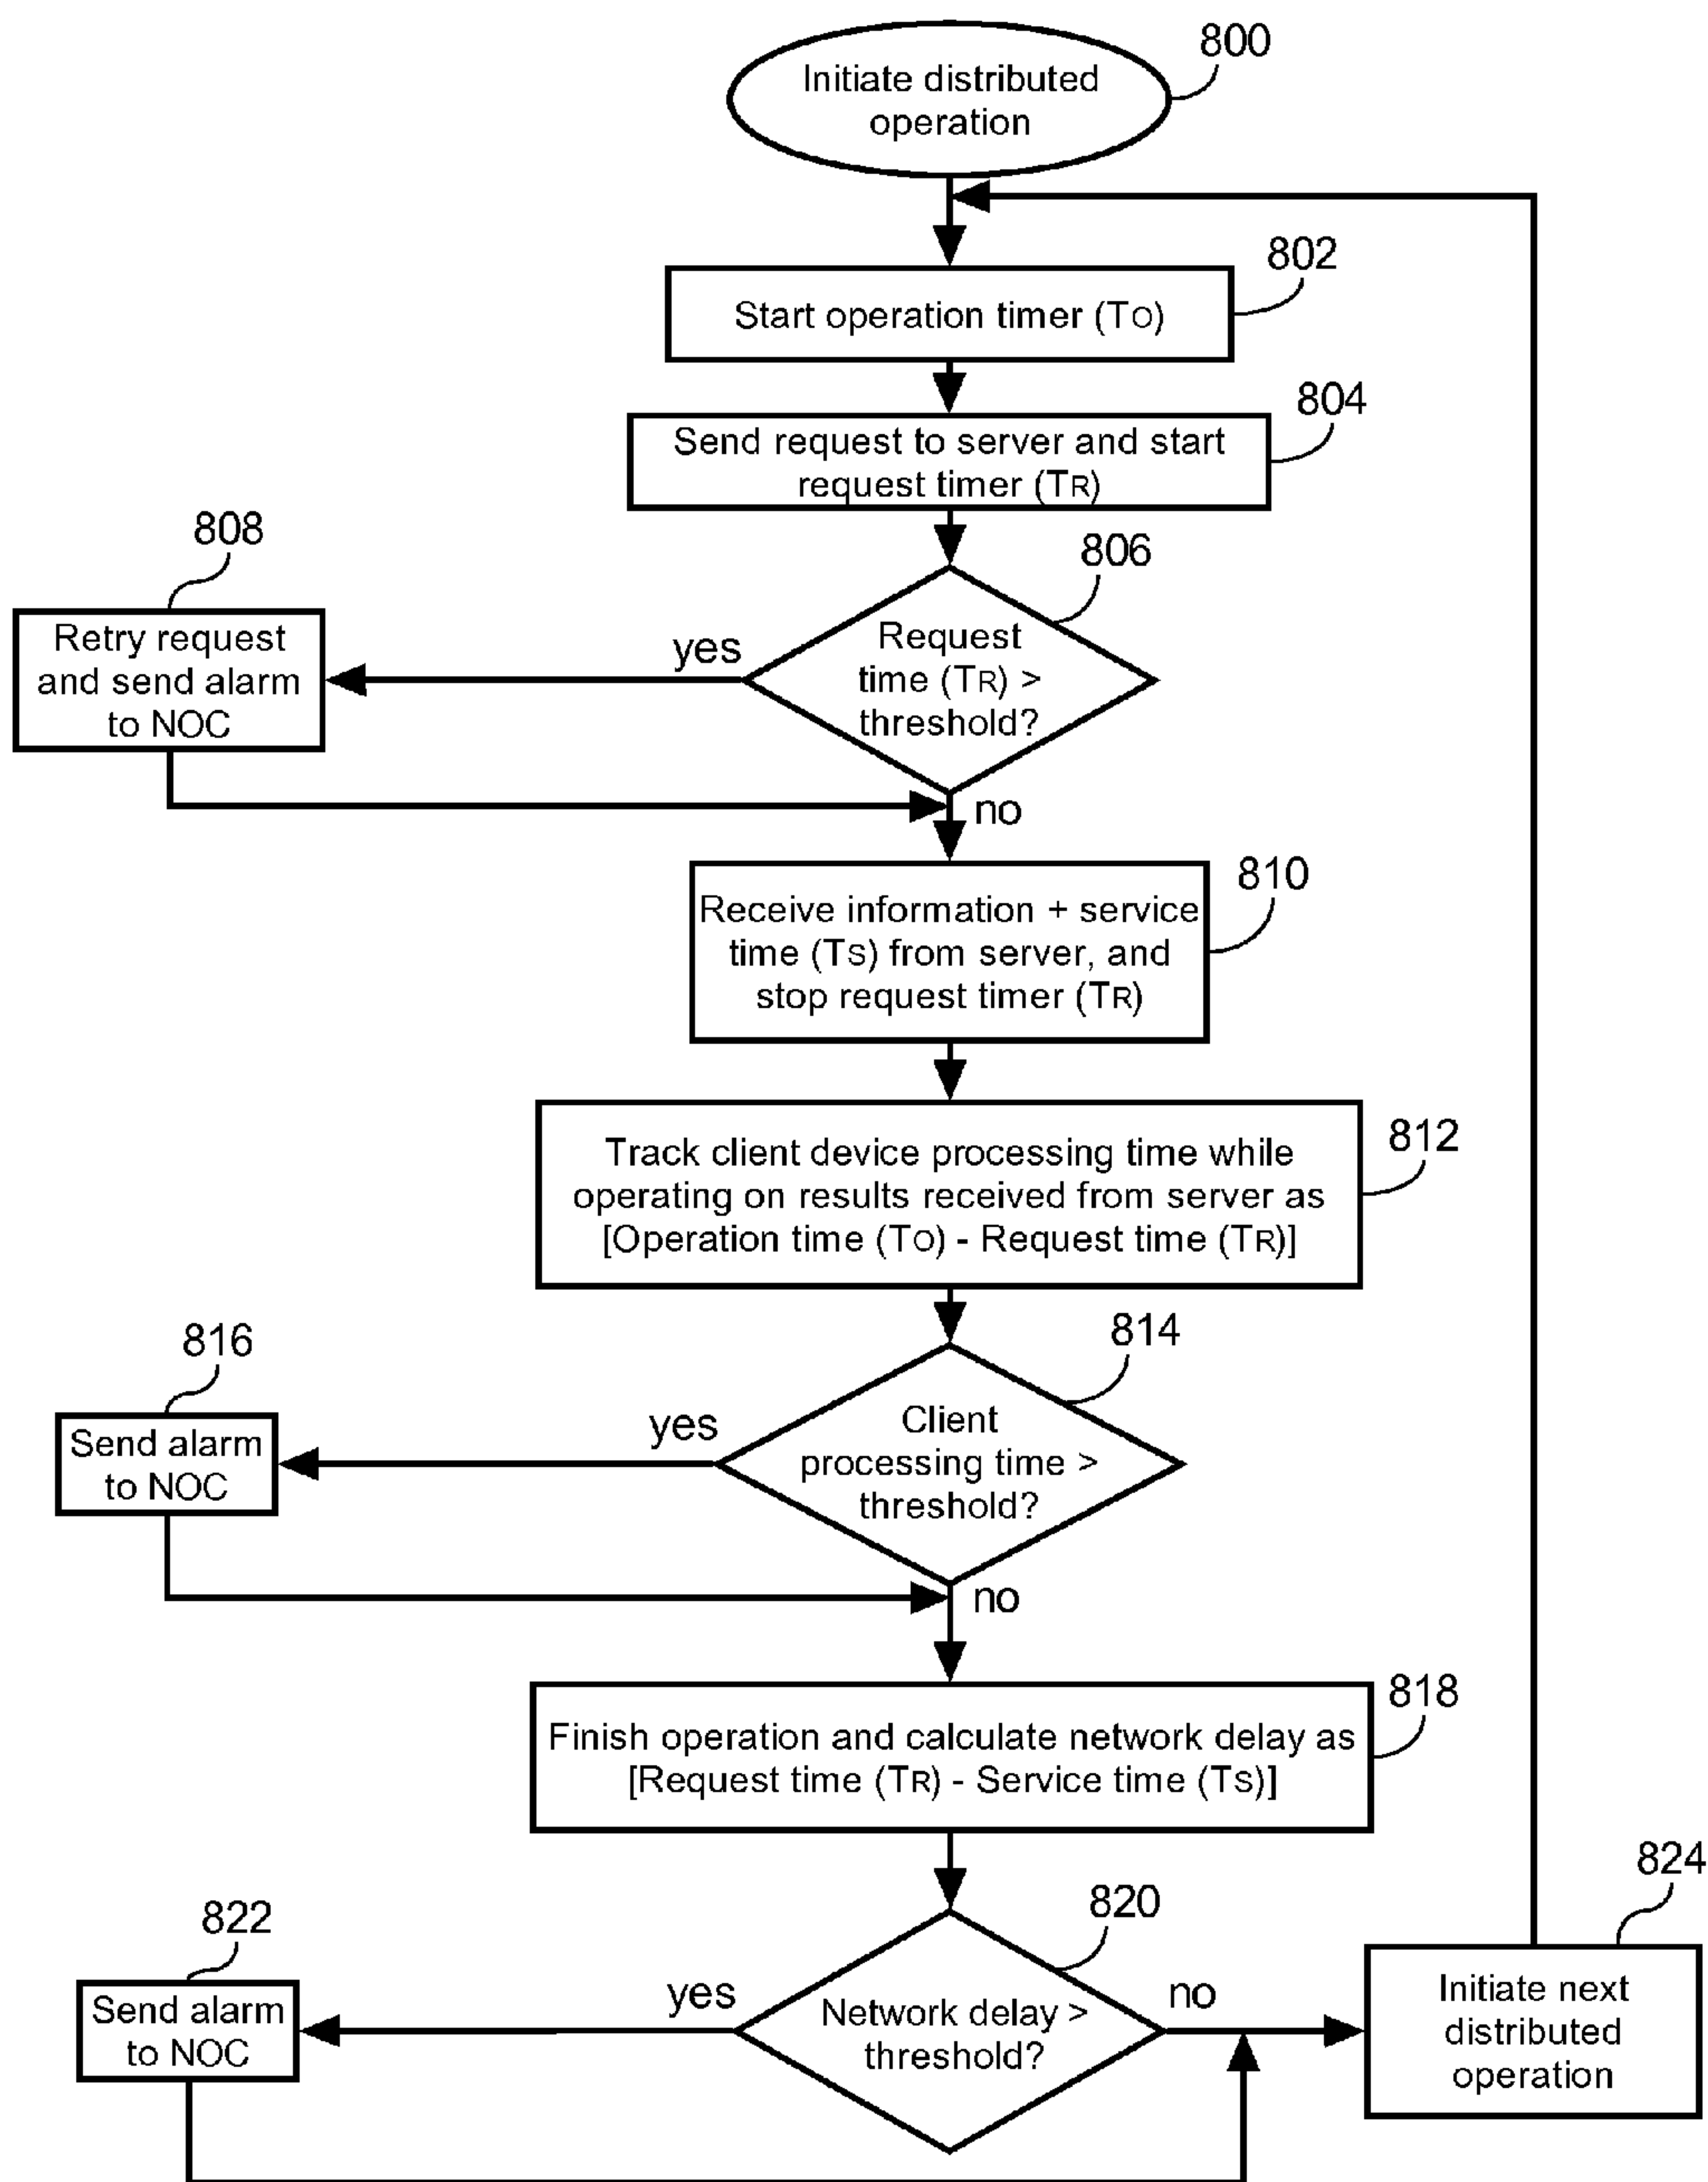 800
Initiate distributed
operation
802
Start operation timer (To)
804
Send request to server and start
request timer (TR)
808
806
Retry request
and send alarm
to NOC
yes
Request
time (TR) >
threshold?
no
810
Receive information + service
time (Ts) from server, and
stop request timer (TR)
812
Track client device processing time while
operating on results received from server as
[Operation time (To) - Request time (TR)]
816
814
Send alarm
to NOC
yes
Client
processing time >
threshold?
no
818
Finish operation and calculate network delay as
[Request time (TR) - Service time (Ts)]
824
822
820
Send alarm
to NOC
yes
Network delay >
threshold?
no
Initiate next
distributed
operation